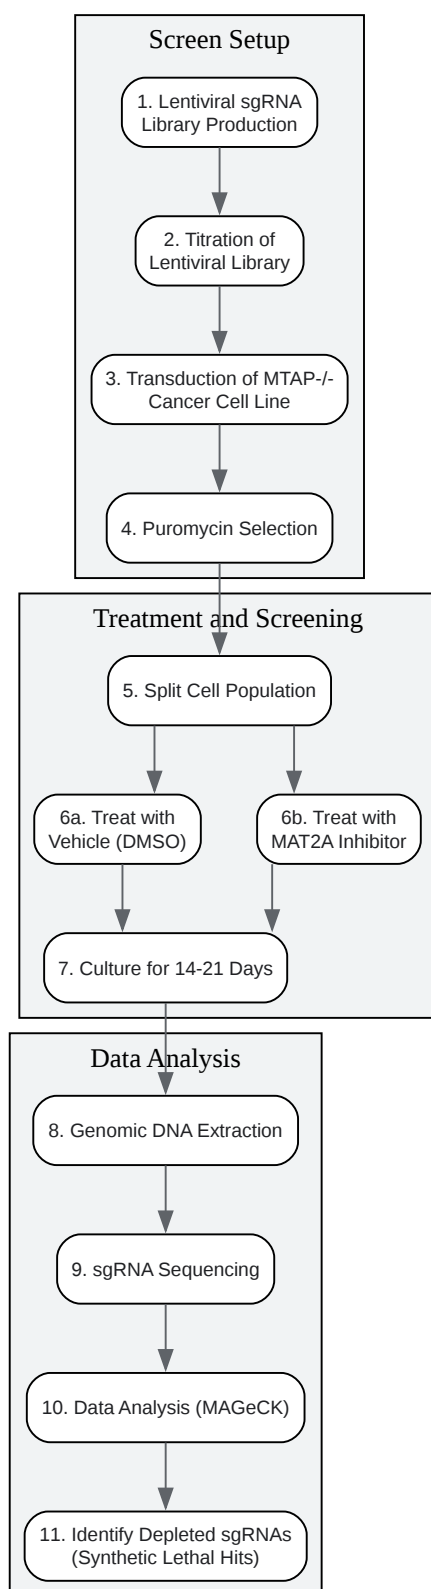 Screen Setup
1. Lentiviral sgRNA
Library Production
2. Titration of
Lentiviral Library
3. Transduction of MTAP-/-
Cancer Cell Line
4. Puromycin Selection
Treatment and Screening
5. Split Cell Population
6a. Treat with
Vehicle (DMSO)
6b. Treat with
MAT2A Inhibitor
7. Culture for 14-21 Days
Data Analysis
8. Genomic DNA Extraction
9. sgRNA Sequencing
10. Data Analysis (MAGeCK)
11. Identify Depleted sgRNAs
(Synthetic Lethal Hits)